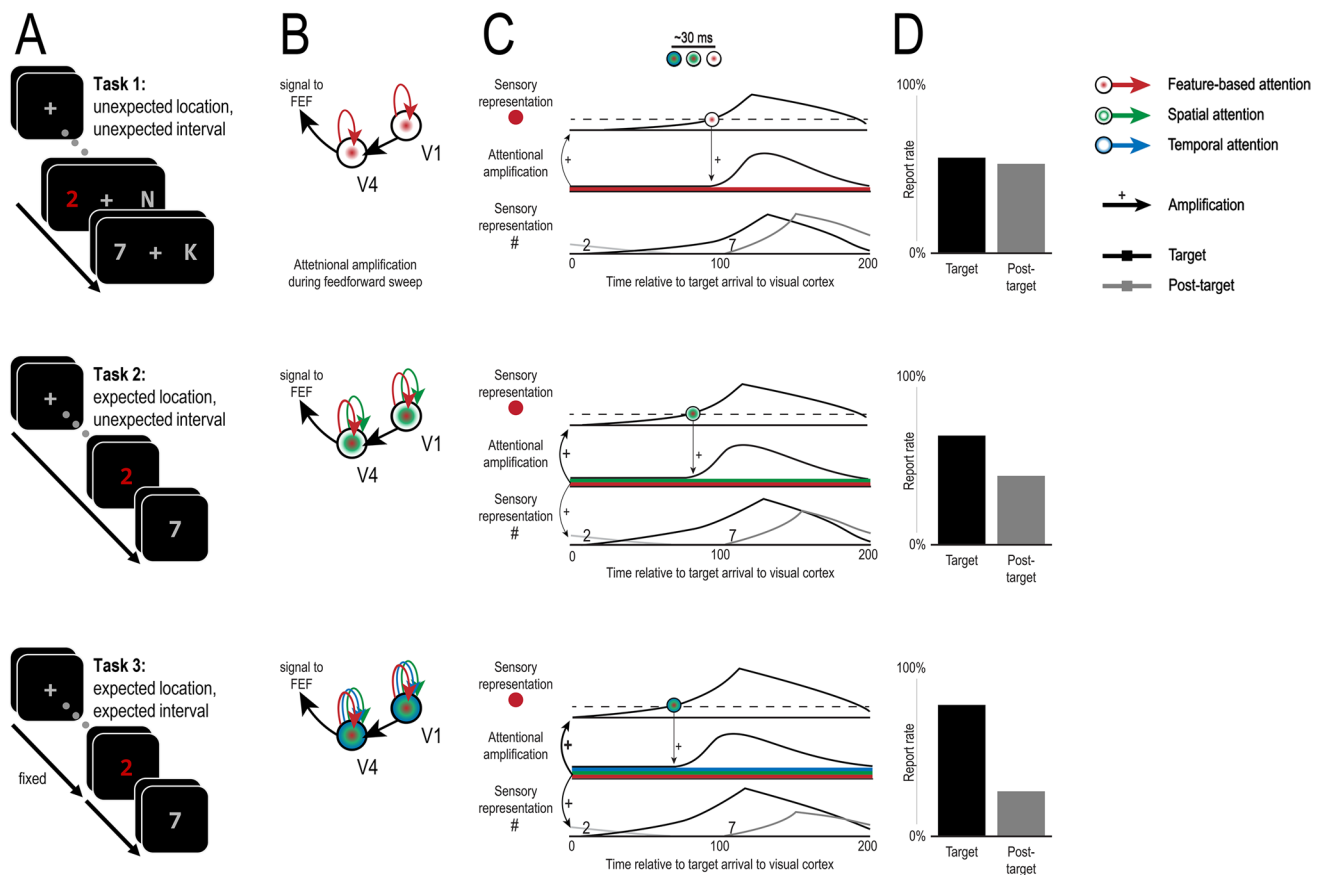 A
B
C
D
Task 1:
unexpected location,
unexpected interval
+
2 + N
7 + K
signal to
FEF
V1
V4
Attetnional amplification
during feedforward sweep
~30 ms
Sensory
representation
Attentional
amplification
+
+
Sensory
representation
#
2
7
0
100
200
Time relative to target arrival to visual cortex
100%
Report rate
0%
Target
Post-
target
Feature-based attention
Spatial attention
Temporal attention
+
Amplification
Target
Post-target
Task 2:
expected location,
unexpected interval
+
2
7
signal to
FEF
V1
V4
Sensory
representation
Attentional
amplification
+
+
Sensory
representation
+
#
2
7
0
100
200
Time relative to target arrival to visual cortex
100%
Report rate
0%
Target
Post-
target
Task 3:
expected location,
expected interval
+
fixed
2
7
signal to
FEF
V1
V4
Sensory
representation
Attentional
amplification
+
+
Sensory
representation
+
#
2
7
0
100
200
Time relative to target arrival to visual cortex
100%
Report rate
0%
Target
Post-
target